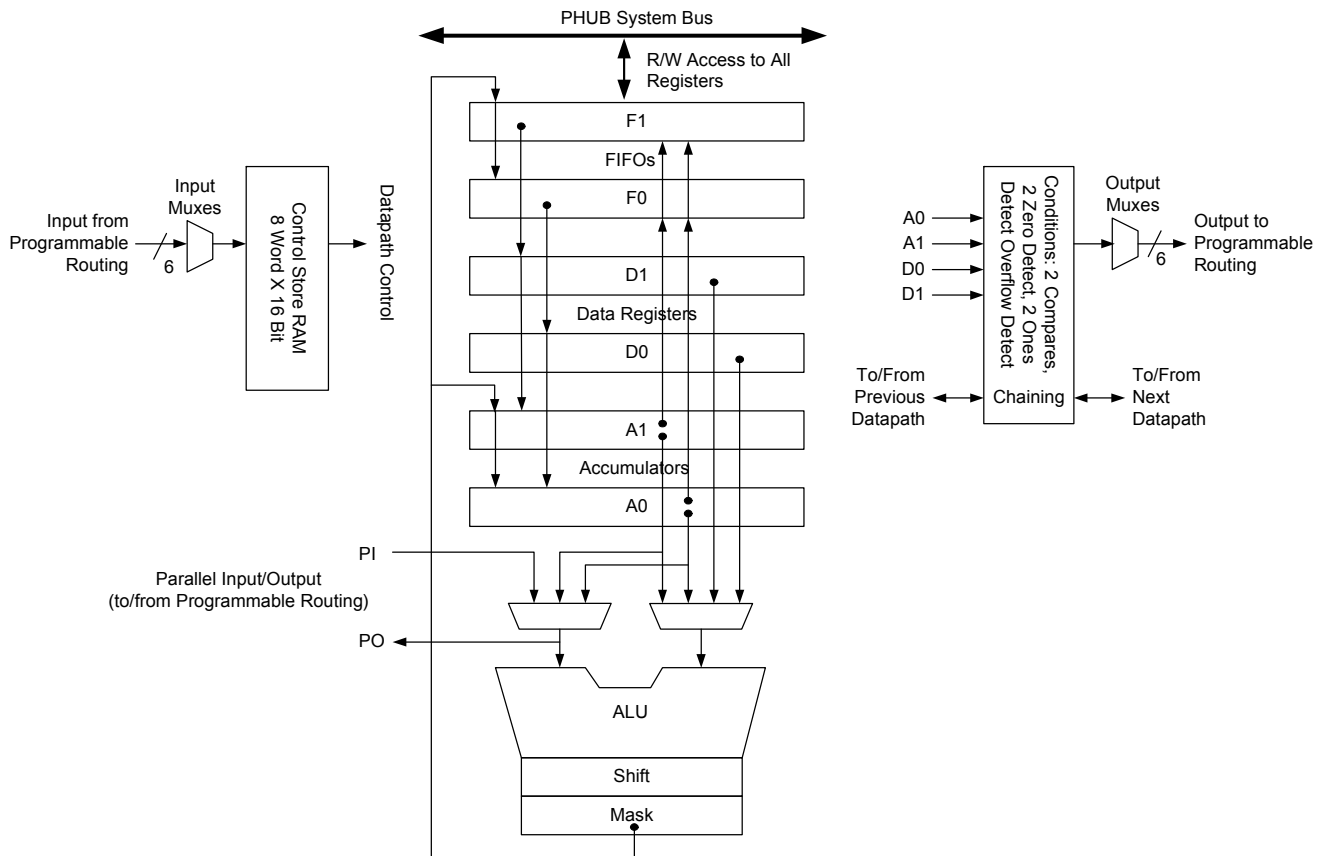 PHUB System Bus
R/W Access to All
Registers
F1
FIFOs
F0
D1
Data Registers
D0
A1
Accumulators
A0
Input from
Programmable
Routing
6
Input
Muxes
Control Store RAM
8 Word X 16 Bit
Datapath Control
PI
Parallel Input/Output
(to/from Programmable Routing)
PO
ALU
Shift
Mask
A0
A1
D0
D1
Conditions: 2 Compares,
2 Zero Detect, 2 Ones
Detect Overflow Detect
Chaining
To/From
Previous
Datapath
To/From
Next
Datapath
Output
Muxes
6
Output to
Programmable
Routing